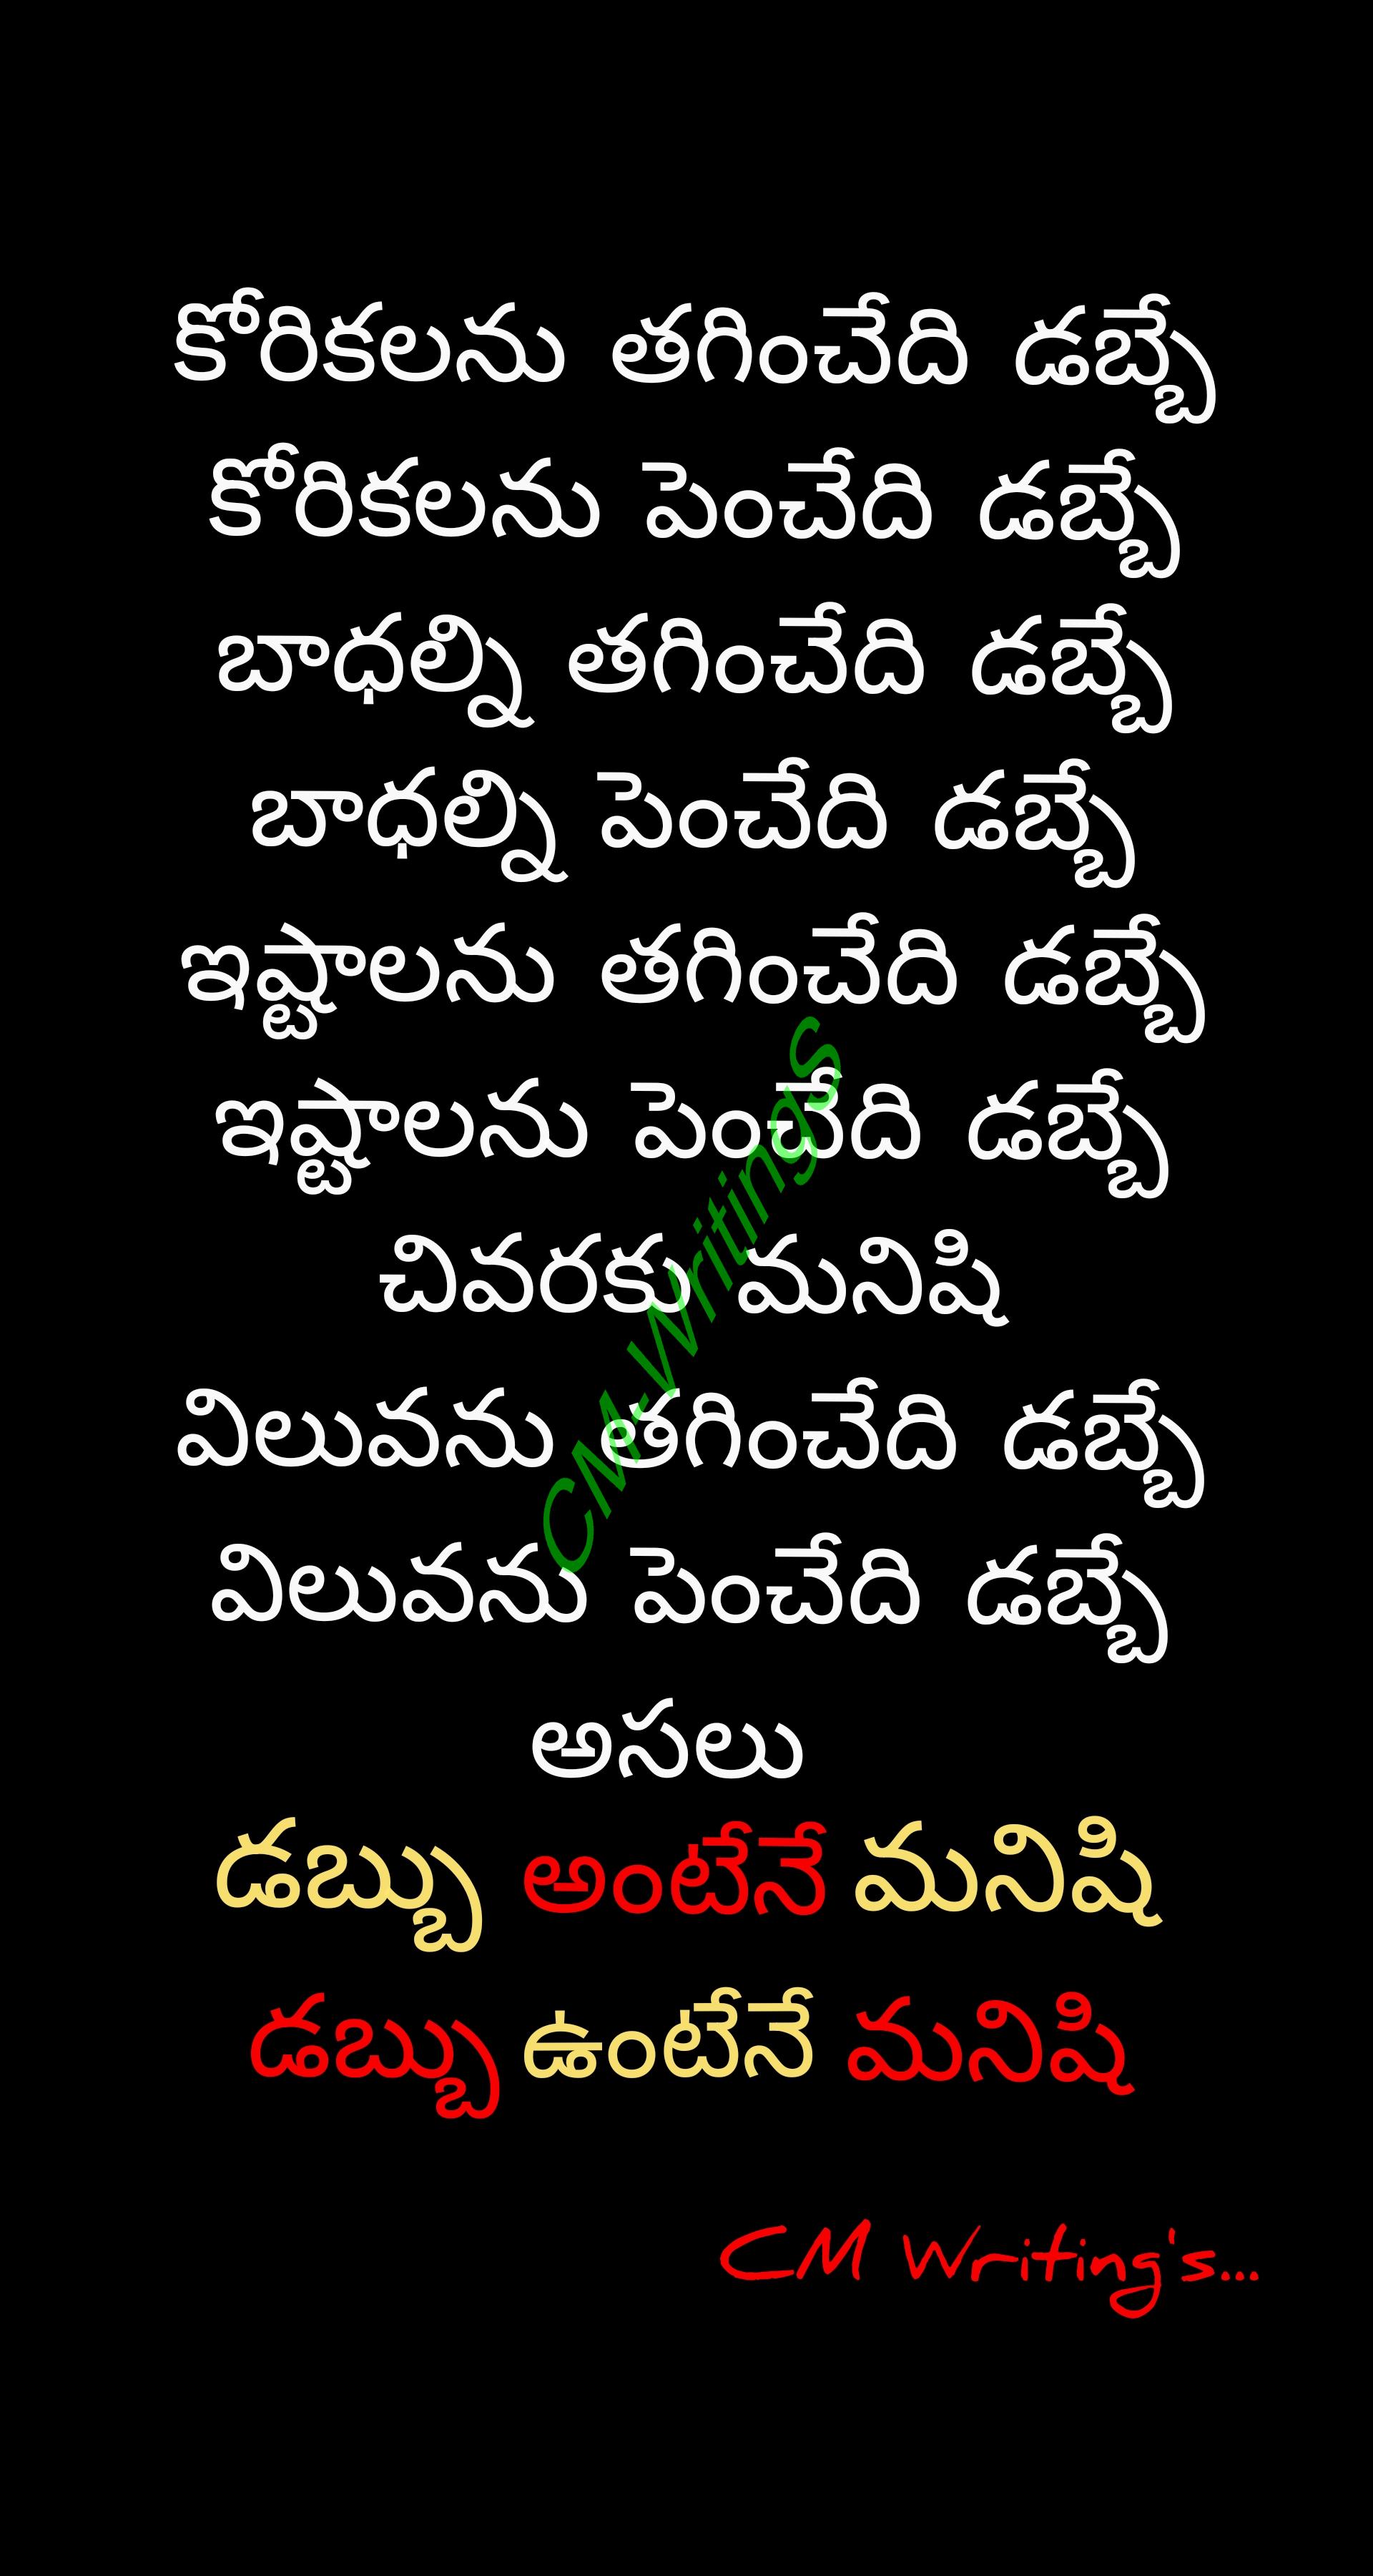 కోరికలను తగించేది డబ్బే
కోరికలను పెంచేది డబ్బే
బాధల్ని తగించేది డబ్బే
బాధల్ని పెంచేది డబ్బే
ఇష్టాలను తగించేది డబ్బే
ఇష్టాలను పెంచేది డబ్బే
చివరకు మనిషి
విలువను తగించేది డబ్బే
విలువను పెంచేది డబ్బే
అసలు
డబ్బు అంటేనే మనిషి
డబ్బు ఉంటేనే మనిషి
CM Writing's...
CM-Writings